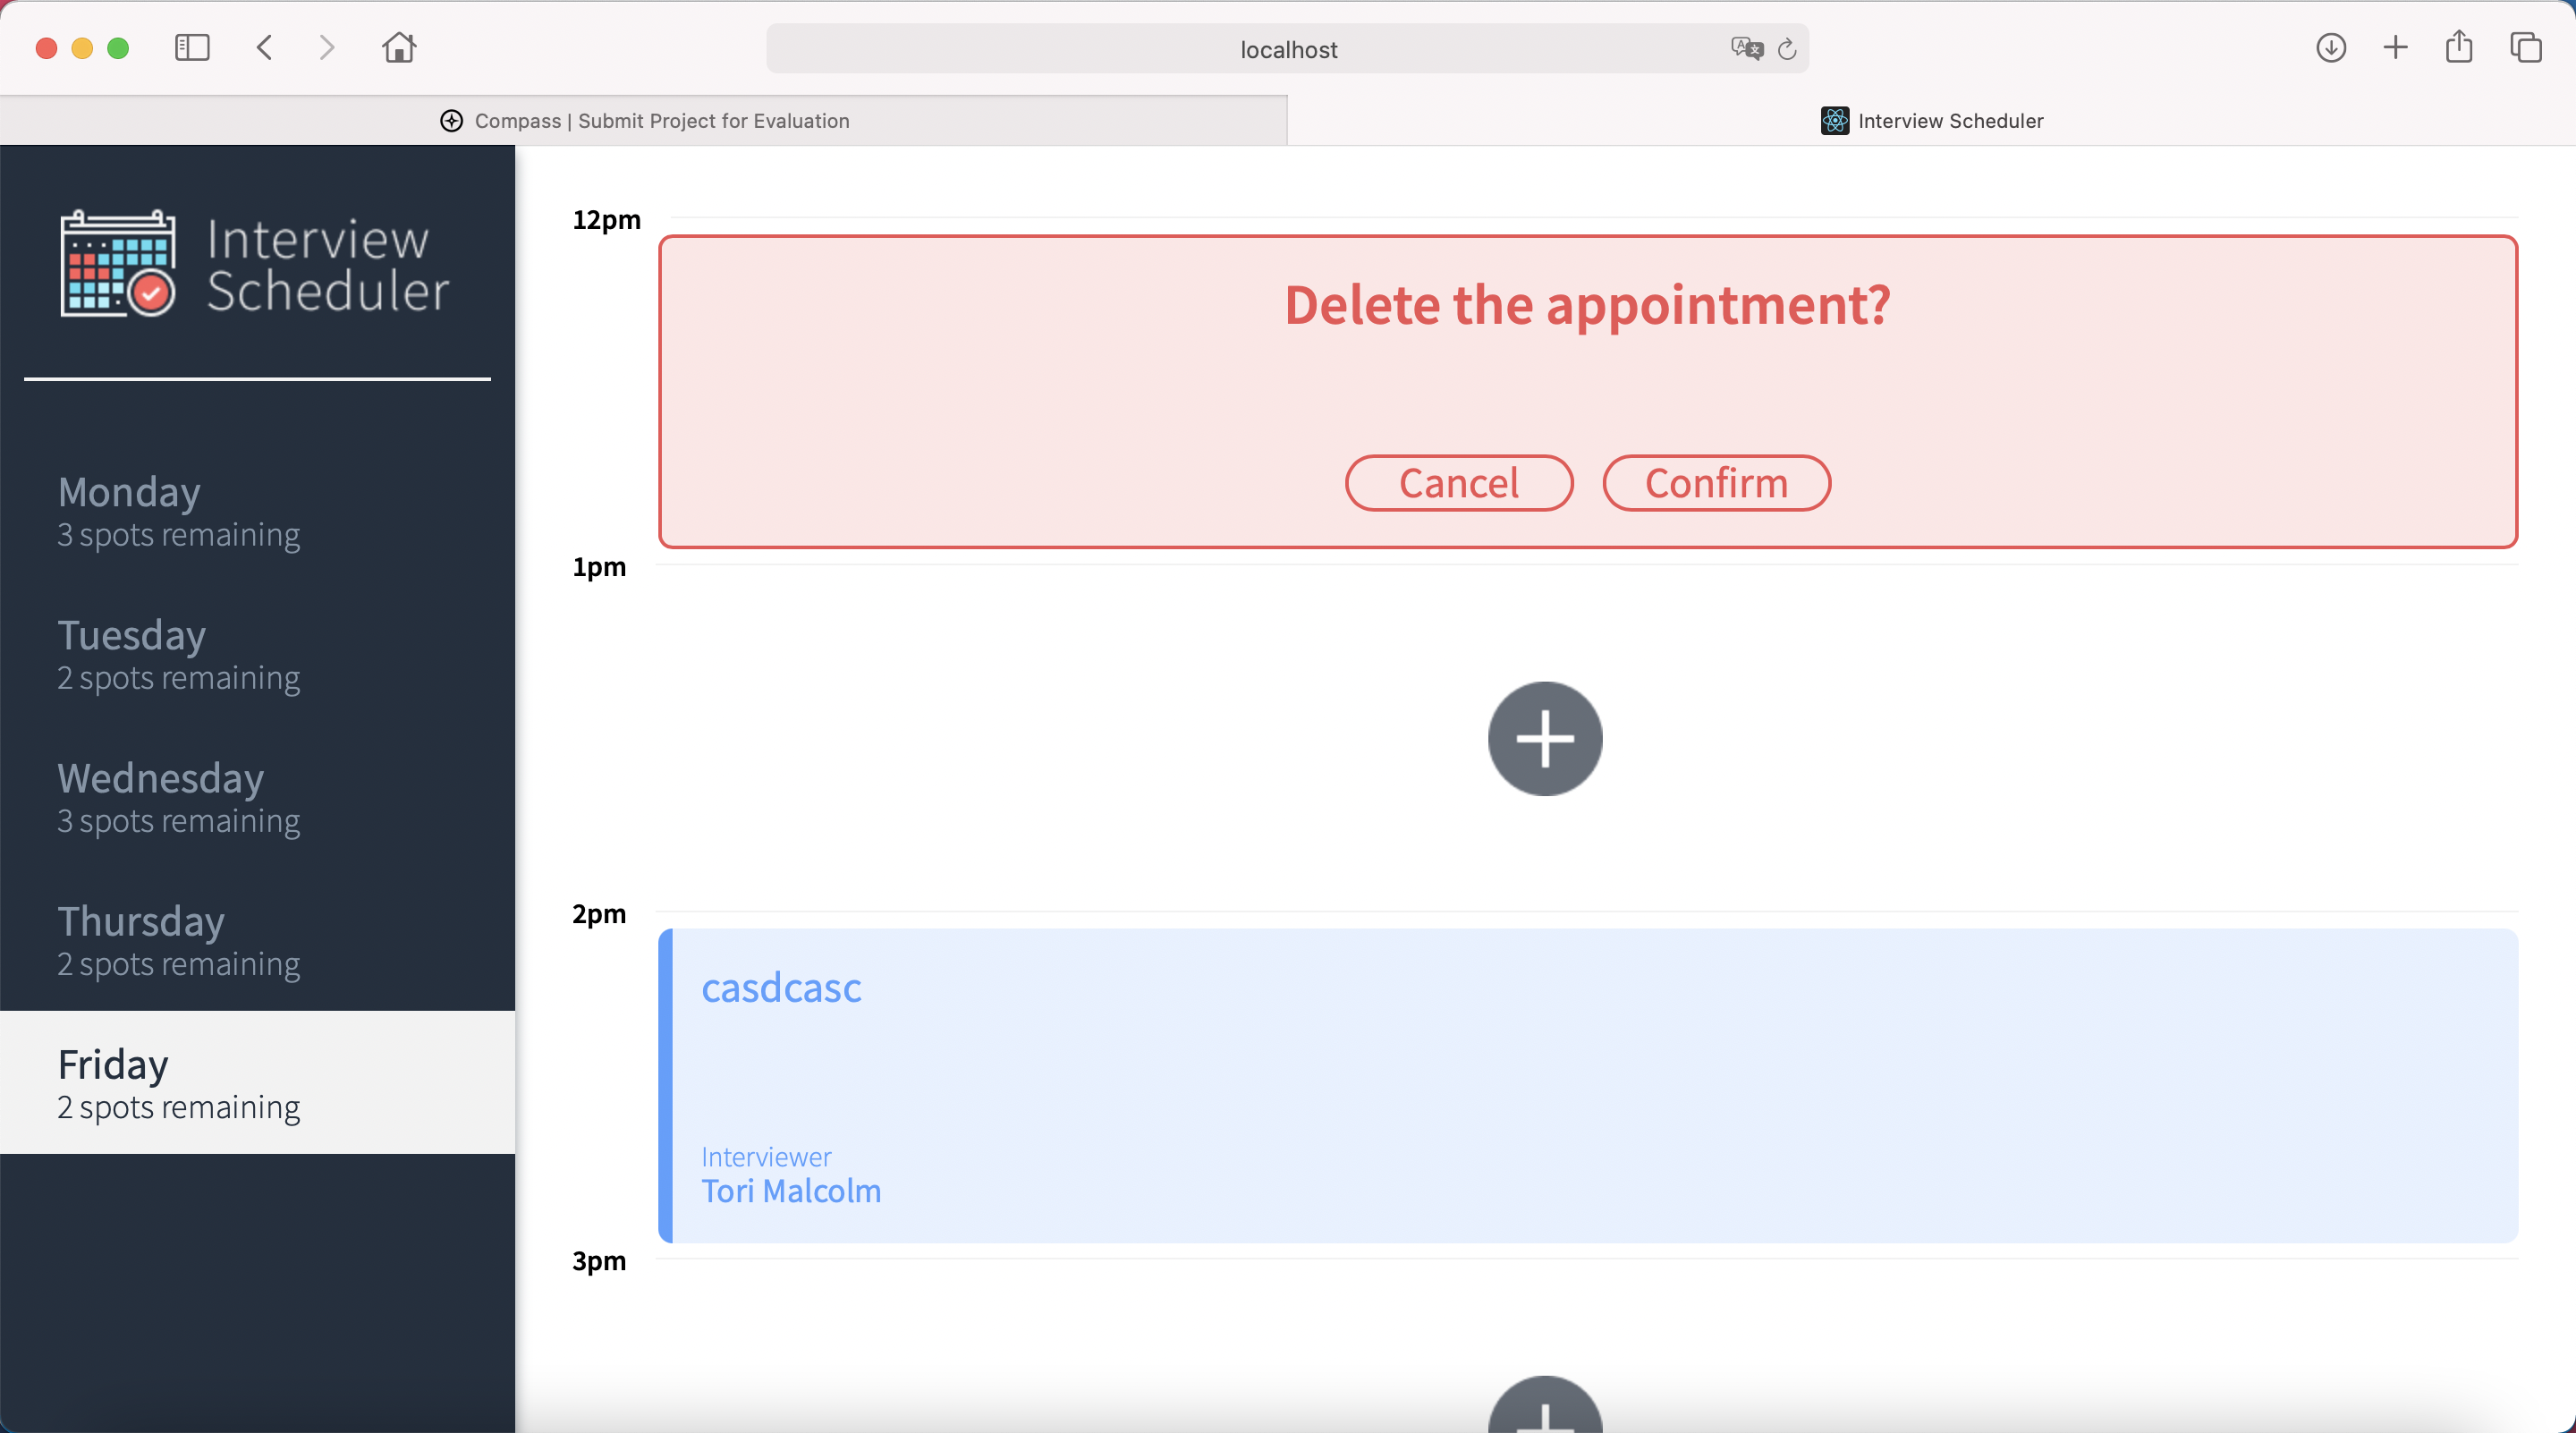 localhost
Compass | Submit Project for Evaluation
Interview Scheduler
Interview
Scheduler
Monday
3 spots remaining
Tuesday
2 spots remaining
Wednesday
3 spots remaining
Thursday
2 spots remaining
Friday
2 spots remaining
12pm
Delete the appointment?
Cancel Confirm
1pm
2pm
casdcasc
Interviewer
Tori Malcolm
3pm